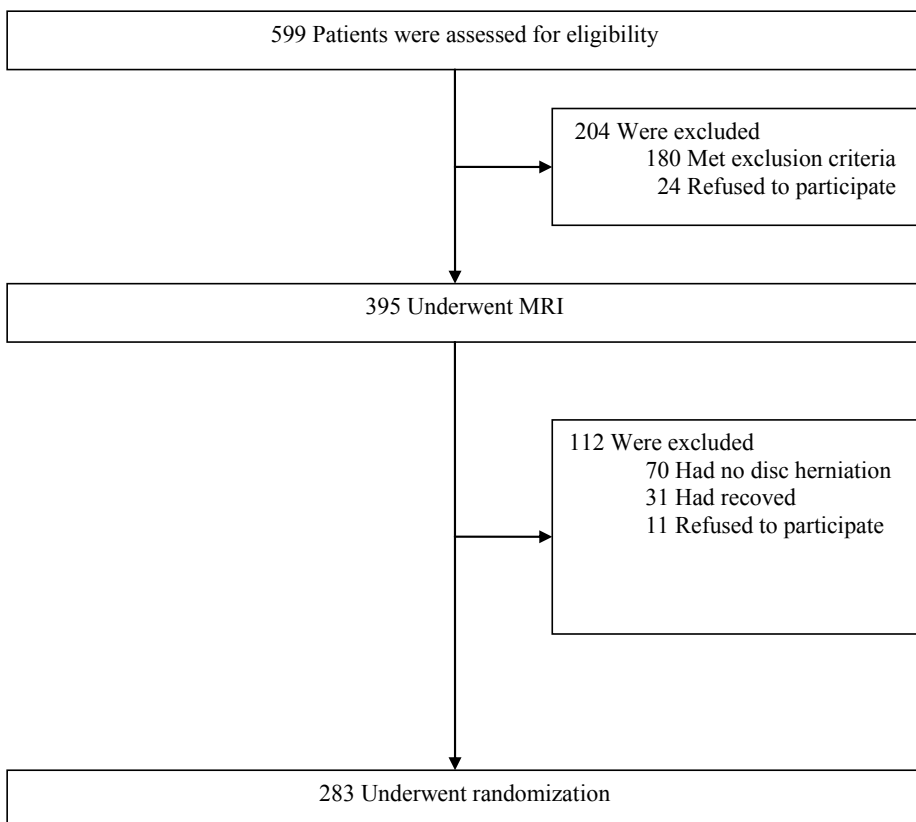 599 Patients were assessed for eligibility
204 Were excluded
180 Met exclusion criteria
24 Refused to participate
395 Underwent MRI
112 Were excluded
70 Had no disc herniation
31 Had recoved
11 Refused to participate
283 Underwent randomization